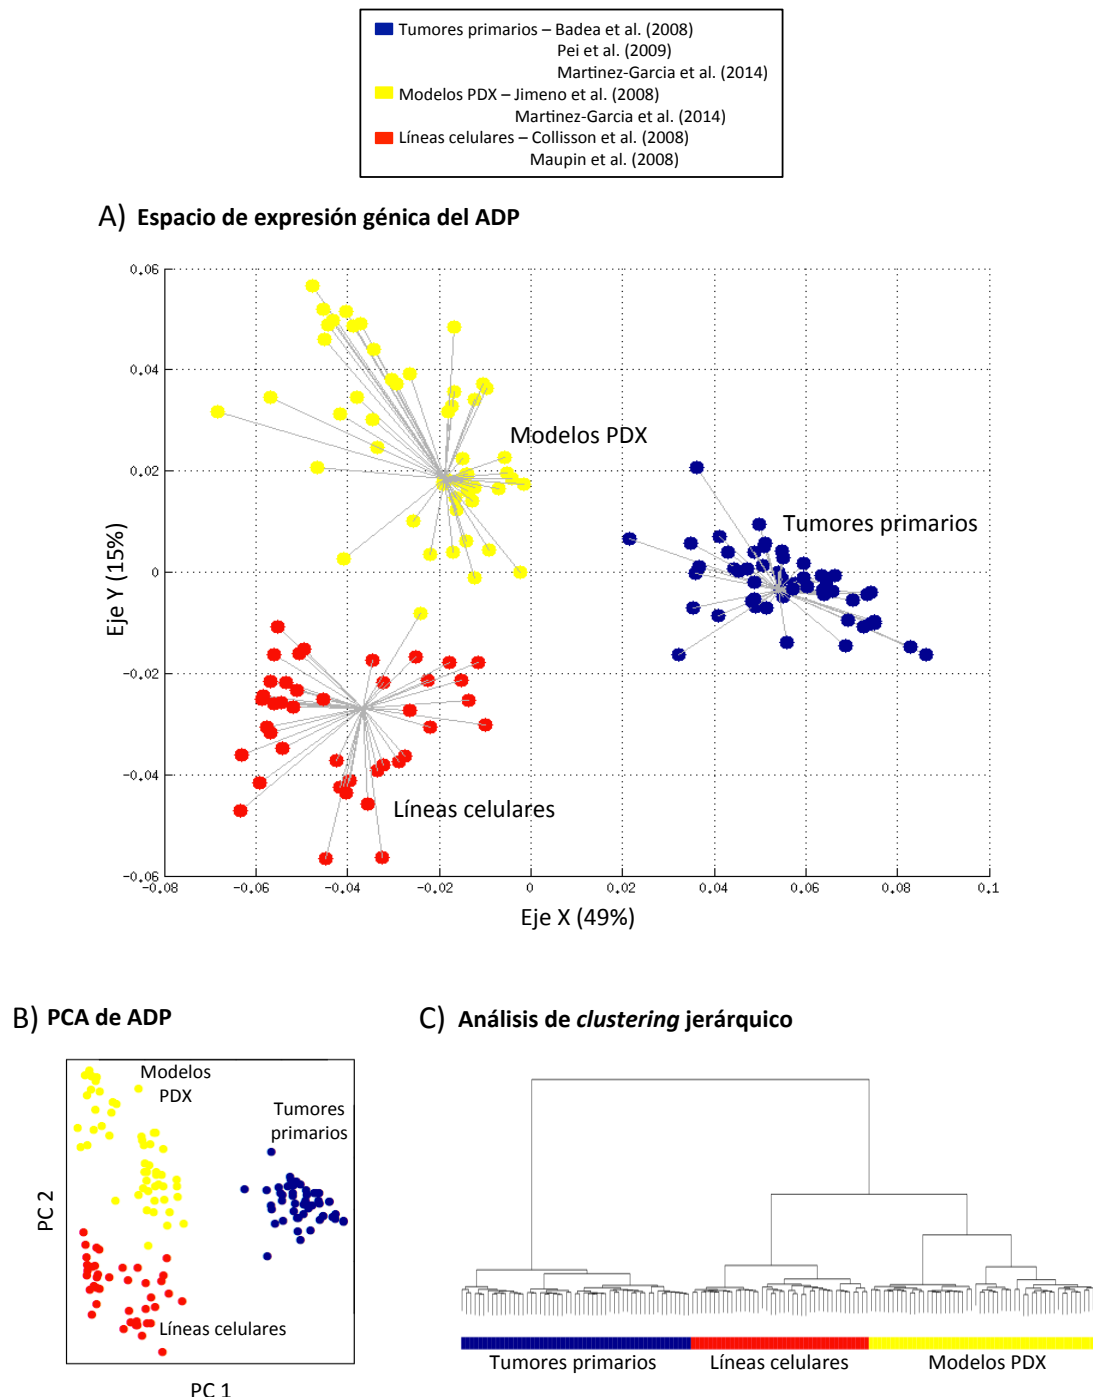 Tumores primarios – Badea et al. (2008)
Pei et al. (2009)
Martinez-Garcia et al. (2014)
Modelos PDX – Jimeno et al. (2008)
Martinez-Garcia et al. (2014)
Líneas celulares – Collisson et al. (2008)
Maupin et al. (2008)
A) Espacio de expresión génica del ADP
0.06
0.04
0.02
0
-0.02
-0.04
-0.06
Eje Y (15%)
Modelos PDX
Tumores primarios
Líneas celulares
-0.08 -0.06 -0.04 -0.02 0 0.02 0.04 0.06 0.08 0.1
Eje X (49%)
B) PCA de ADP
Modelos
PDX
Tumores
primarios
Líneas celulares
PC 2
PC 1
C) Análisis de clustering jerárquico
Tumores primarios Líneas celulares Modelos PDX